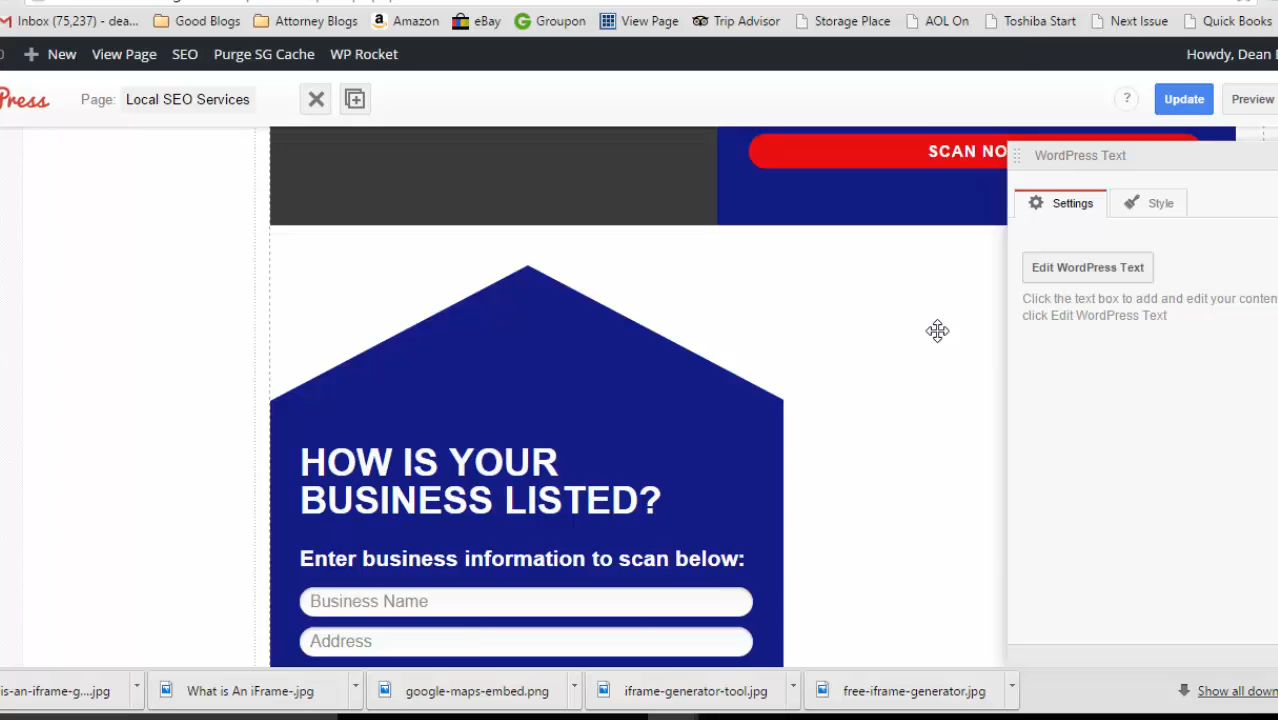 Inbox (75,237) - dea... Good Blogs Attorney Blogs Amazon eBay Groupon View Page Trip Advisor Storage Place AOL On Toshiba Start Next Issue Quick Books
New View Page SEO Purge SG Cache WP Rocket Howdy, Dean
Press Page: Local SEO Services ? Update Preview
SCAN NO
WordPress Text
Settings Style
Edit WordPress Text
Click the text box to add and edit your conten
click Edit WordPress Text
HOW IS YOUR
BUSINESS LISTED?
Enter business information to scan below:
Business Name
Address
is-an-iframe-g....jpg What is An iFrame-.jpg google-maps-embed.png iframe-generator-tool.jpg free-iframe-generator.jpg Show all down